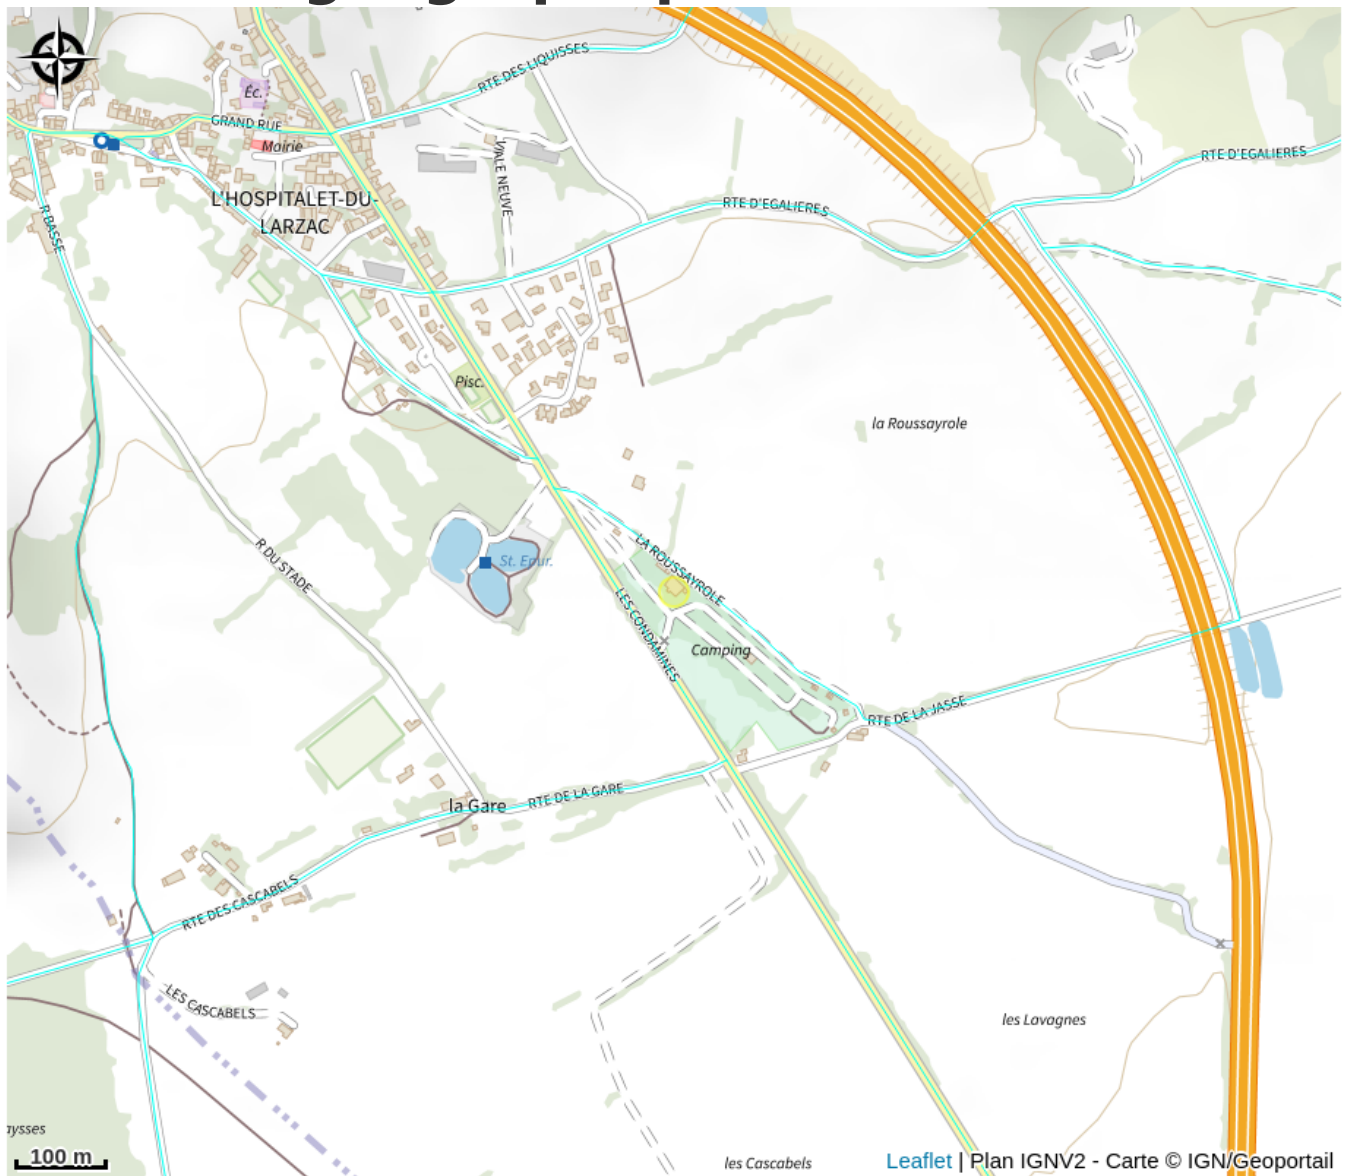 RTE DES LIQUISSES
Éc.
GRAND RUE
Mairie
RTE D'EGALIERES
VIALE NEUVE
L'HOSPITALET-DU-
LARZAC
RTE D'EGALIERES
R BASSE
Pisc.
la Roussayrole
R DU STADE
St. Epur.
LA ROUSSAYROLE
LES CONDAMINES
Camping
RTE DE LA JASSE
la Gare
RTE DE LA GARE
RTE DES CASCABELS
LES CASCABELS
les Lavagnes
aysses
100 m
les Cascabels
Leaflet | Plan IGNV2 - Carte © IGN/Geoportail